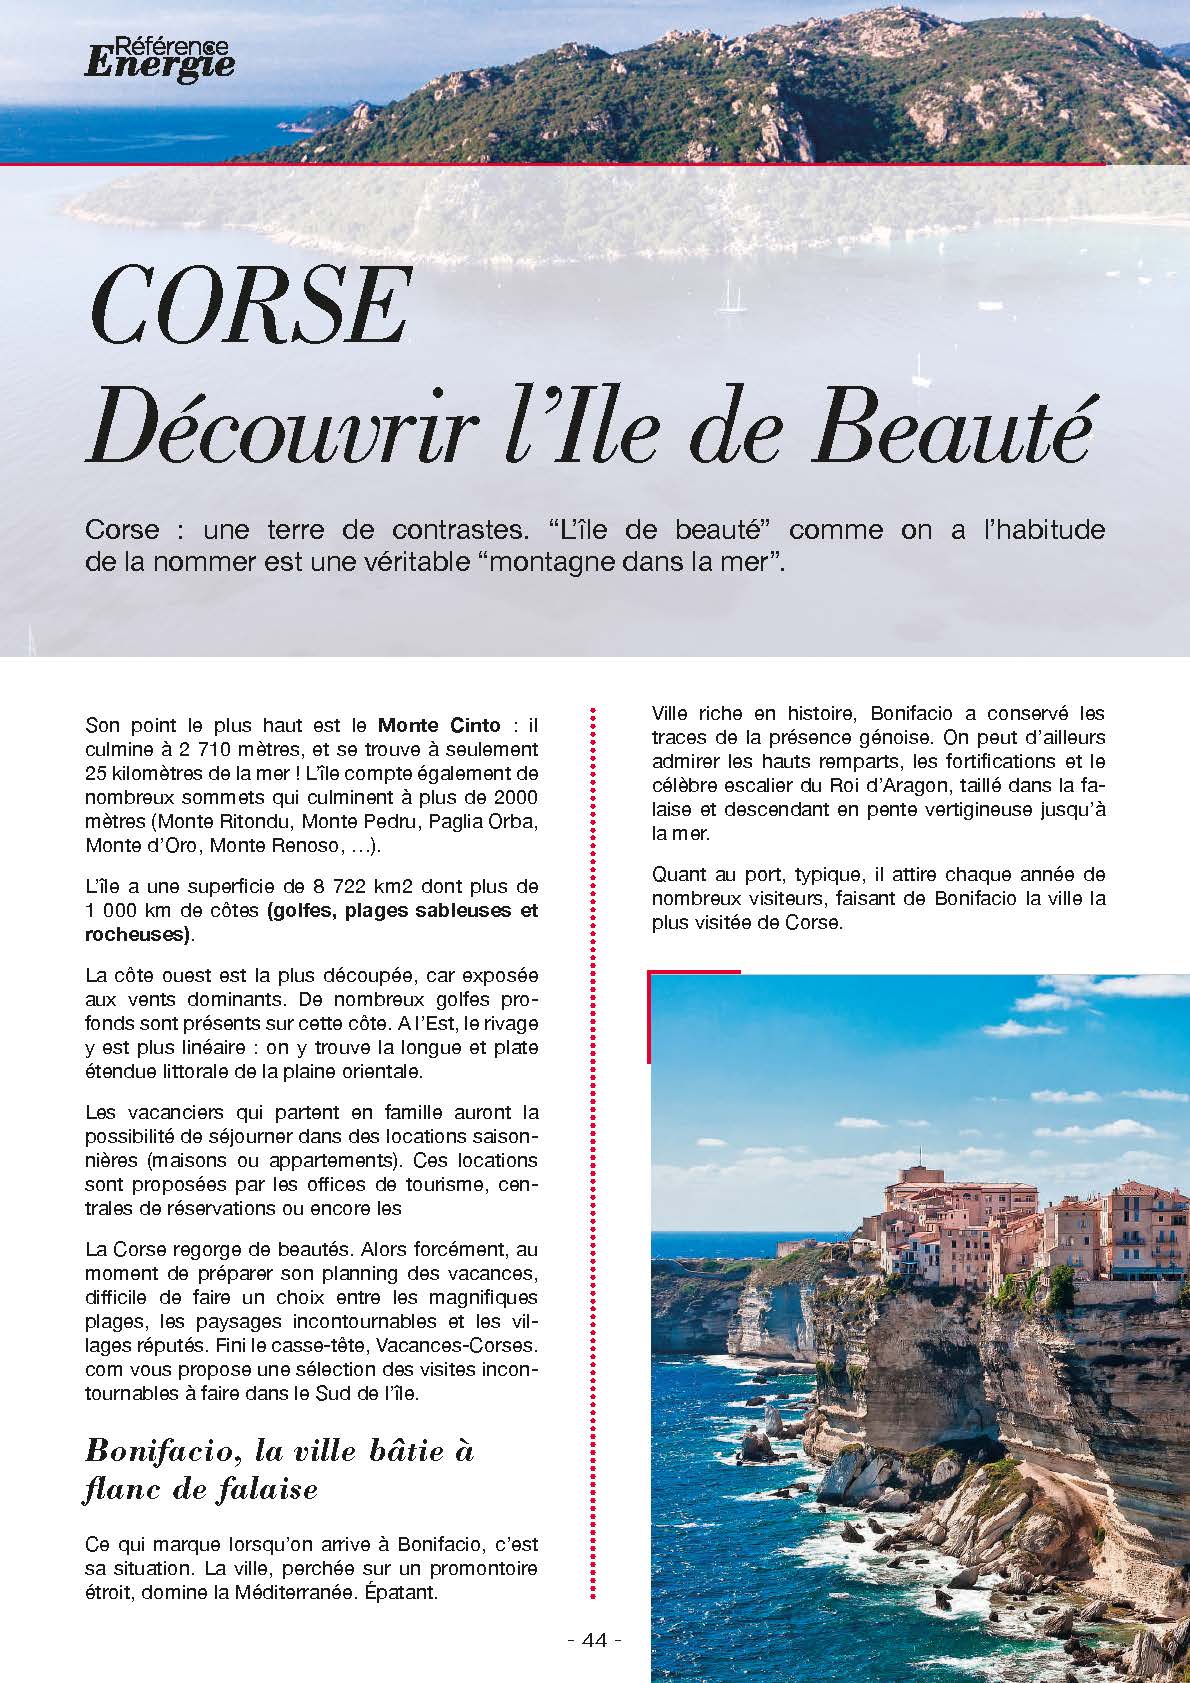 Référence
Energie
CORSE
Découvrir l’Ile de Beauté
Corse : une terre de contrastes. “L’île de beauté” comme on a l’habitude
de la nommer est une véritable “montagne dans la mer”.
Son point le plus haut est le Monte Cinto : il
culmine à 2 710 mètres, et se trouve à seulement
25 kilomètres de la mer ! L’île compte également de
nombreux sommets qui culminent à plus de 2000
mètres (Monte Ritondu, Monte Pedru, Paglia Orba,
Monte d’Oro, Monte Renoso, …).
L’île a une superficie de 8 722 km2 dont plus de
1 000 km de côtes (golfes, plages sableuses et
rocheuses).
La côte ouest est la plus découpée, car exposée
aux vents dominants. De nombreux golfes pro-
fonds sont présents sur cette côte. A l’Est, le rivage
y est plus linéaire : on y trouve la longue et plate
étendue littorale de la plaine orientale.
Les vacanciers qui partent en famille auront la
possibilité de séjourner dans des locations saison-
nières (maisons ou appartements). Ces locations
sont proposées par les offices de tourisme, cen-
trales de réservations ou encore les
La Corse regorge de beautés. Alors forcément, au
moment de préparer son planning des vacances,
difficile de faire un choix entre les magnifiques
plages, les paysages incontournables et les vil-
lages réputés. Fini le casse-tête, Vacances-Corses.
com vous propose une sélection des visites incon-
tournables à faire dans le Sud de l’île.
Bonifacio, la ville bâtie à
flanc de falaise
Ce qui marque lorsqu’on arrive à Bonifacio, c’est
sa situation. La ville, perchée sur un promontoire
étroit, domine la Méditerranée. Épatant.
Ville riche en histoire, Bonifacio a conservé les
traces de la présence génoise. On peut d’ailleurs
admirer les hauts remparts, les fortifications et le
célèbre escalier du Roi d’Aragon, taillé dans la fa-
laise et descendant en pente vertigineuse jusqu’à
la mer.
Quant au port, typique, il attire chaque année de
nombreux visiteurs, faisant de Bonifacio la ville la
plus visitée de Corse.
- 44 -